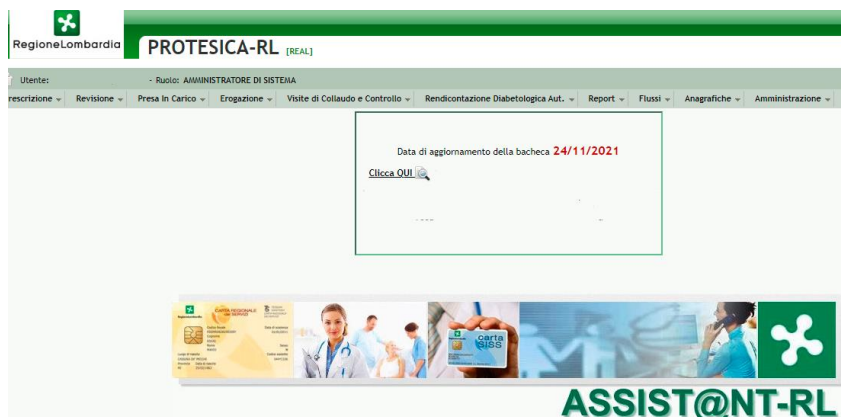 RegioneLombardia
PROTESICA-RL [REAL]
Utente: - Ruolo: AMMINISTRATORE DI SISTEMA
rescrizione Revisione Presa In Carico Erogazione Visite di Collaudo e Controllo Rendicontazione Diabetologica Aut. Report Flussi Anagrafiche Amministrazione
Data di aggiornamento della bacheca 24/11/2021
Clicca QUI
CARTA REGIONALE
carta
SISS
ASSIST@NT-RL